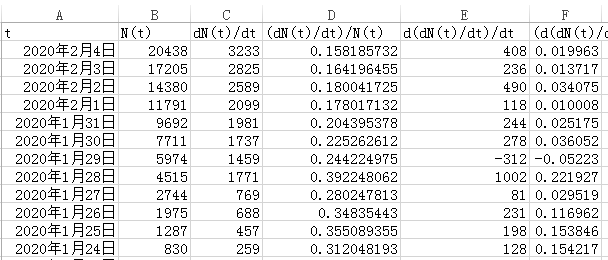 A B C D E F
t N(t) dN(t)/dt (dN(t)/dt)/N(t) d(dN(t)/dt)/dt (d(dN(t)/d
2020年2月4日 20438 3233 0.158185732 408 0.019963
2020年2月3日 17205 2825 0.164196455 236 0.013717
2020年2月2日 14380 2589 0.180041725 490 0.034075
2020年2月1日 11791 2099 0.178017132 118 0.010008
2020年1月31日 9692 1981 0.204395378 244 0.025175
2020年1月30日 7711 1737 0.225262612 278 0.036052
2020年1月29日 5974 1459 0.244224975 -312 -0.05223
2020年1月28日 4515 1771 0.392248062 1002 0.221927
2020年1月27日 2744 769 0.280247813 81 0.029519
2020年1月26日 1975 688 0.34835443 231 0.116962
2020年1月25日 1287 457 0.355089355 198 0.153846
2020年1月24日 830 259 0.312048193 128 0.154217